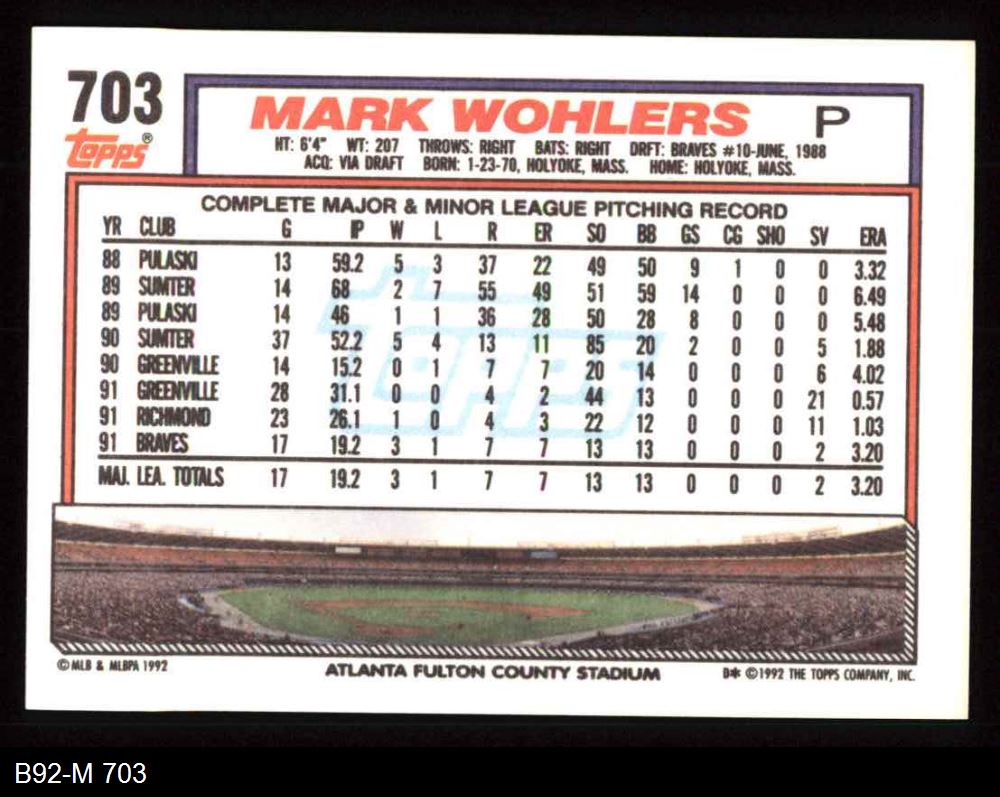 703
MARK WOHLERS P
Topps®
HT: 6'4" WT: 207 THROWS: RIGHT BATS: RIGHT DRFT: BRAVES #10-JUNE, 1988
ACQ: VIA DRAFT BORN: 1-23-70, HOLYOKE, MASS. HOME: HOLYOKE, MASS.
COMPLETE MAJOR & MINOR LEAGUE PITCHING RECORD
YR CLUB G IP W L R ER SO BB GS CG SHO SV ERA
88 PULASKI 13 59.2 5 3 37 22 49 50 9 1 0 0 3.32
89 SUMTER 14 68 2 7 55 49 51 59 14 0 0 0 6.49
89 PULASKI 14 46 1 1 36 28 50 28 8 0 0 0 5.48
90 SUMTER 37 52.2 5 4 13 11 85 20 2 0 0 5 1.88
90 GREENVILLE 14 15.2 0 1 7 7 20 14 0 0 0 6 4.02
91 GREENVILLE 28 31.1 0 0 4 2 44 13 0 0 0 21 0.57
91 RICHMOND 23 26.1 1 0 4 3 22 12 0 0 0 11 1.03
91 BRAVES 17 19.2 3 1 7 7 13 13 0 0 0 2 3.20
MAJ. LEA. TOTALS 17 19.2 3 1 7 7 13 13 0 0 0 2 3.20
Topps
© MLB & MLBPA 1992 ATLANTA FULTON COUNTY STADIUM B* ©1992 THE TOPPS COMPANY, INC.
B92-M 703